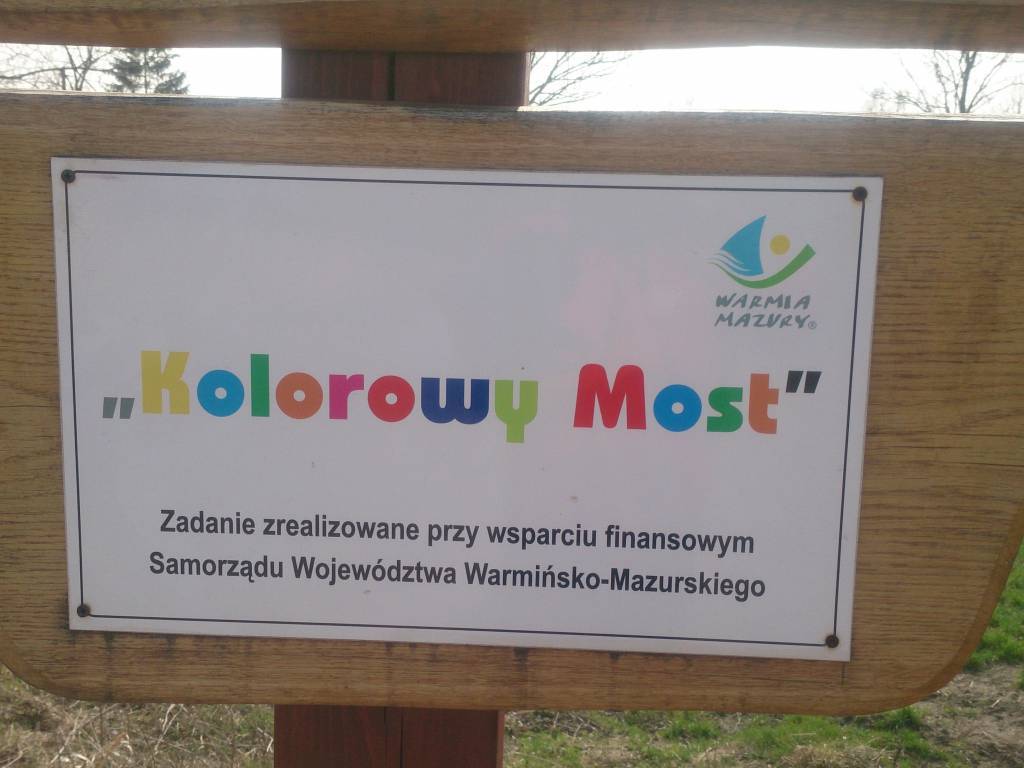 WARMIA
MAZURY®
„Kolorowy Most”
Zadanie zrealizowane przy wsparciu finansowym
Samorządu Województwa Warmińsko-Mazurskiego